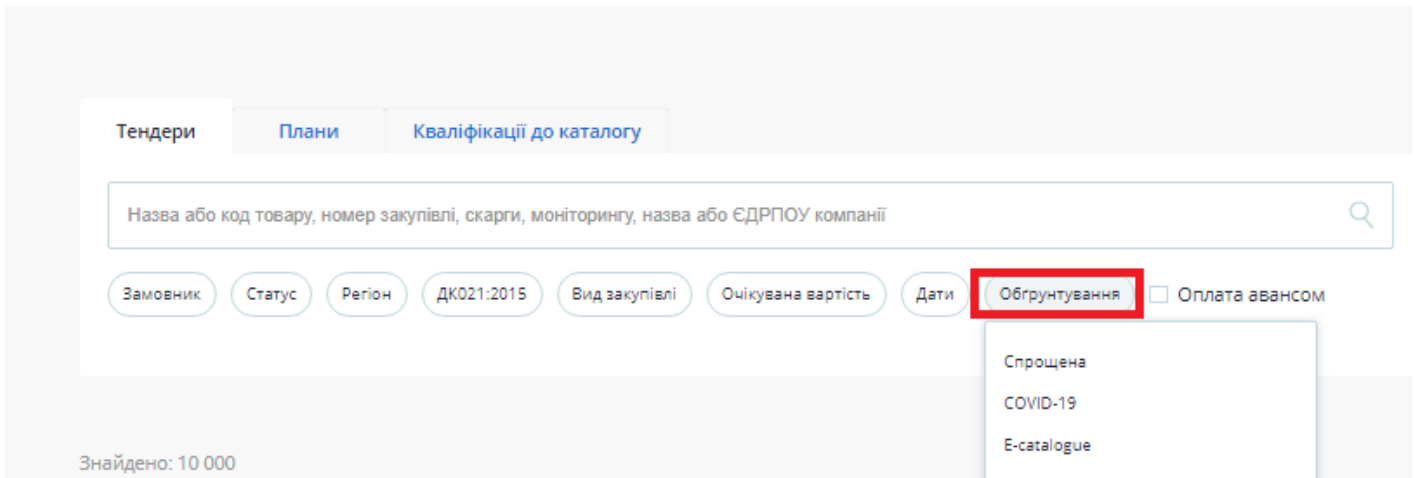 Тендери Плани Кваліфікації до каталогу
Назва або код товару, номер закупівлі, скарги, моніторингу, назва або ЄДРПОУ компанії
Замовник Статус Регіон ДК021:2015 Вид закупівлі Очікувана вартість Дати Обґрунтування Оплата авансом
Спрощена
COVID-19
E-catalogue
Знайдено: 10 000